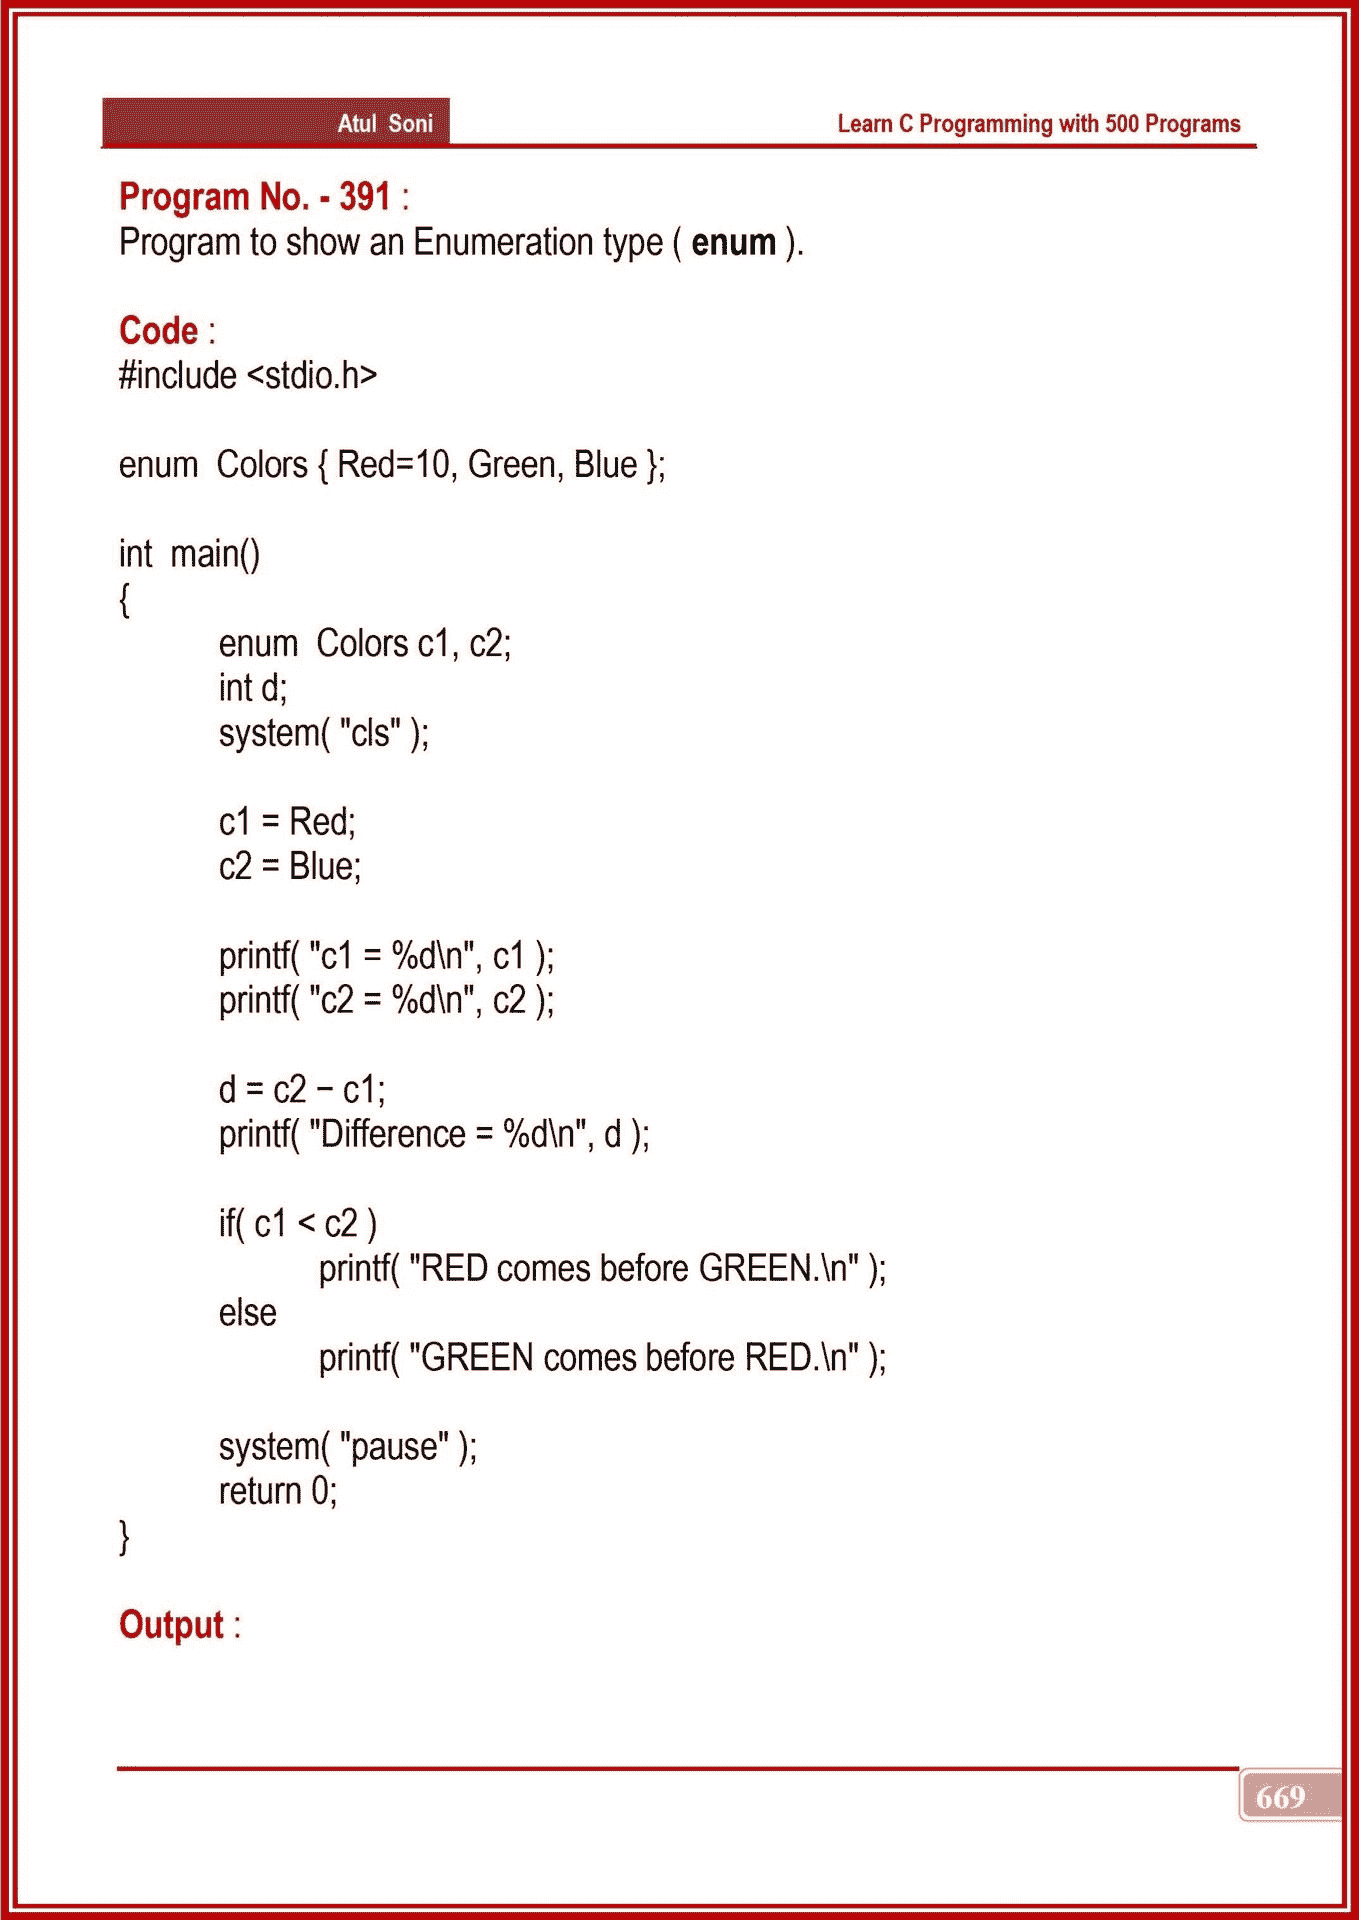 Atul Soni
Learn C Programming with 500 Programs
Program No. - 391 :
Program to show an Enumeration type ( enum ).
Code :
#include <stdio.h>
enum Colors { Red=10, Green, Blue };
int main()
{
enum Colors c1, c2;
int d;
system( "cls" );
c1 = Red;
c2 = Blue;
printf( "c1 = %d\n", c1 );
printf( "c2 = %d\n", c2 );
d = c2 − c1;
printf( "Difference = %d\n", d );
if( c1 < c2 )
printf( "RED comes before GREEN.\n" );
else
printf( "GREEN comes before RED.\n" );
system( "pause" );
return 0;
}
Output :
669